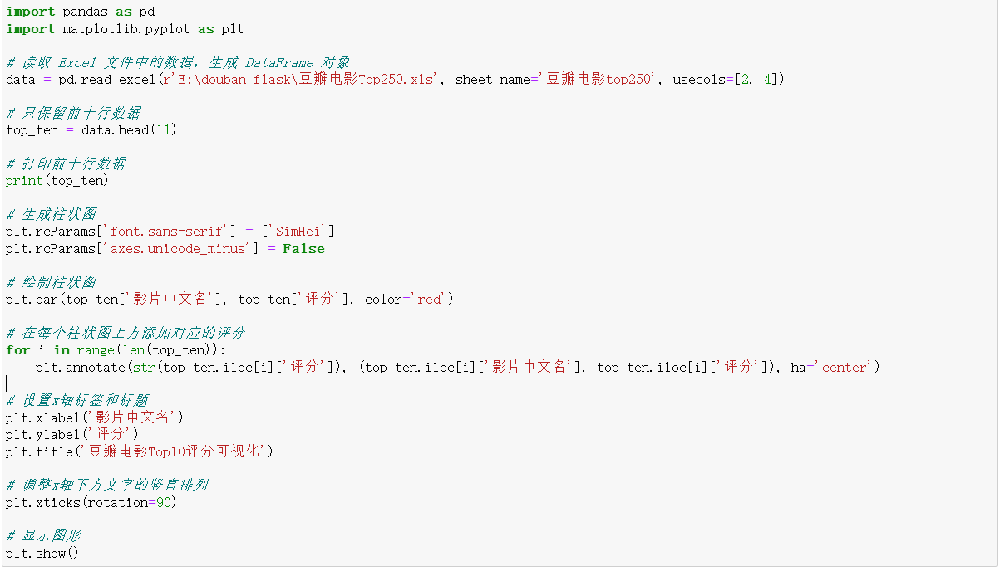 import pandas as pd
import matplotlib.pyplot as plt
# 读取 Excel 文件中的数据，生成 DataFrame 对象
data = pd.read_excel(r'E:\douban_flask\豆瓣电影Top250.xls', sheet_name='豆瓣电影top250', usecols=[2, 4])
# 只保留前十行数据
top_ten = data.head(11)
# 打印前十行数据
print(top_ten)
# 生成柱状图
plt.rcParams['font.sans-serif'] = ['SimHei']
plt.rcParams['axes.unicode_minus'] = False
# 绘制柱状图
plt.bar(top_ten['影片中文名'], top_ten['评分'], color='red')
# 在每个柱状图上方添加对应的评分
for i in range(len(top_ten)):
    plt.annotate(str(top_ten.iloc[i]['评分']), (top_ten.iloc[i]['影片中文名'], top_ten.iloc[i]['评分']), ha='center')
# 设置x轴标签和标题
plt.xlabel('影片中文名')
plt.ylabel('评分')
plt.title('豆瓣电影Top10评分可视化')
# 调整x轴下方文字的竖直排列
plt.xticks(rotation=90)
# 显示图形
plt.show()